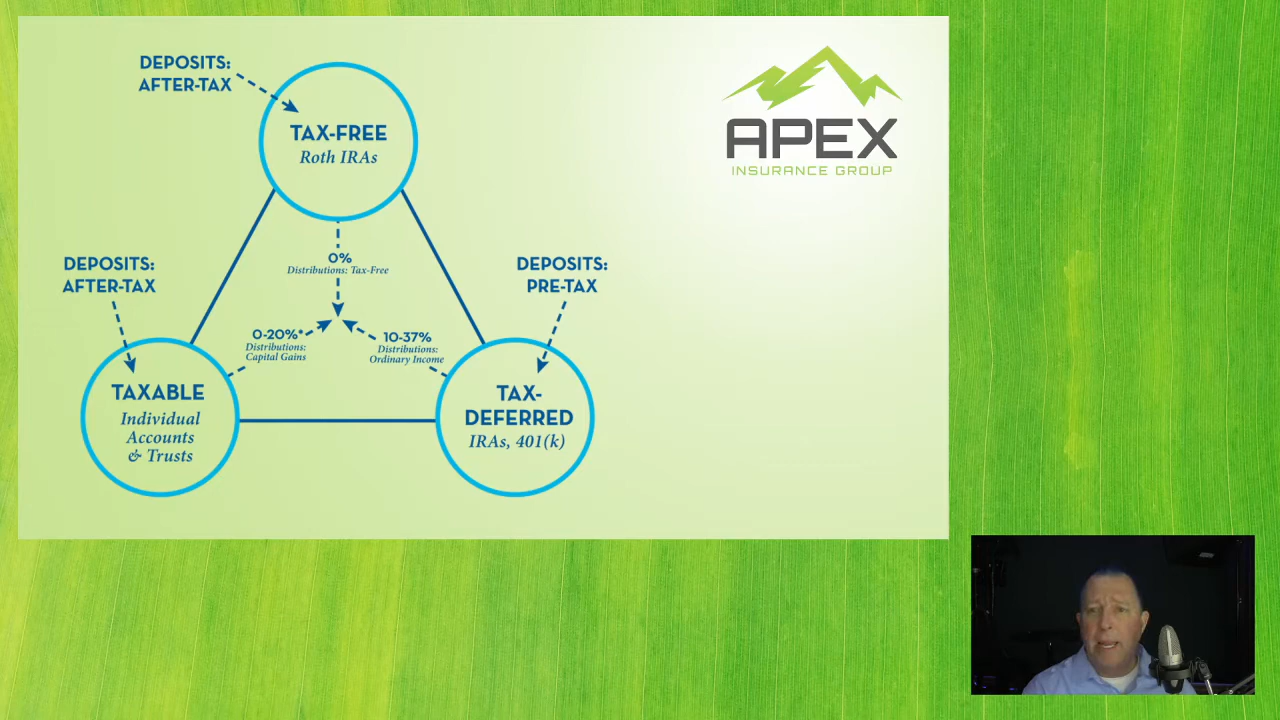 DEPOSITS:
AFTER-TAX
TAX-FREE
Roth IRAs
APEX
INSURANCE GROUP
0%
Distributions: Tax-Free
DEPOSITS:
AFTER-TAX
DEPOSITS:
PRE-TAX
0-20%*
Distributions:
Capital Gains
10-37%
Distributions:
Ordinary Income
TAXABLE
Individual
Accounts
& Trusts
TAX-
DEFERRED
IRAs, 401(k)